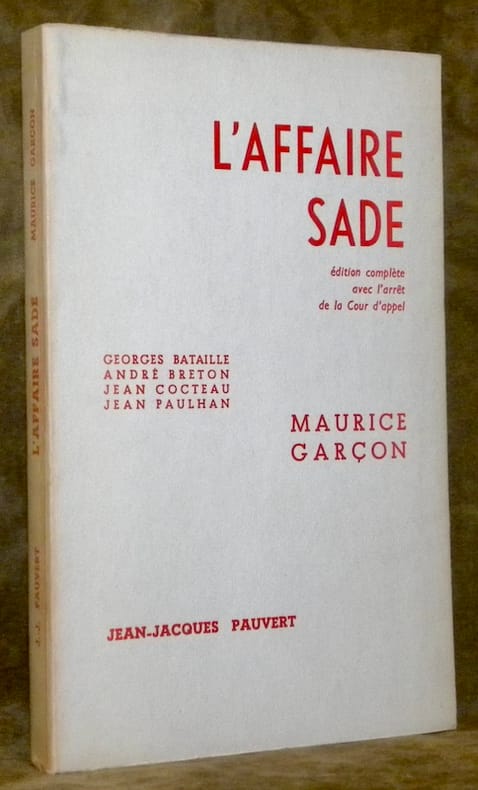 L'AFFAIRE
SADE
édition complète
avec l'arrêt
de la Cour d'appel
GEORGES BATAILLE
ANDRÉ BRETON
JEAN COCTEAU
JEAN PAULHAN
MAURICE
GARÇON
JEAN-JACQUES PAUVERT
J. J. PAUVERT
L'AFFAIRE SADE
MAURICE GARÇON